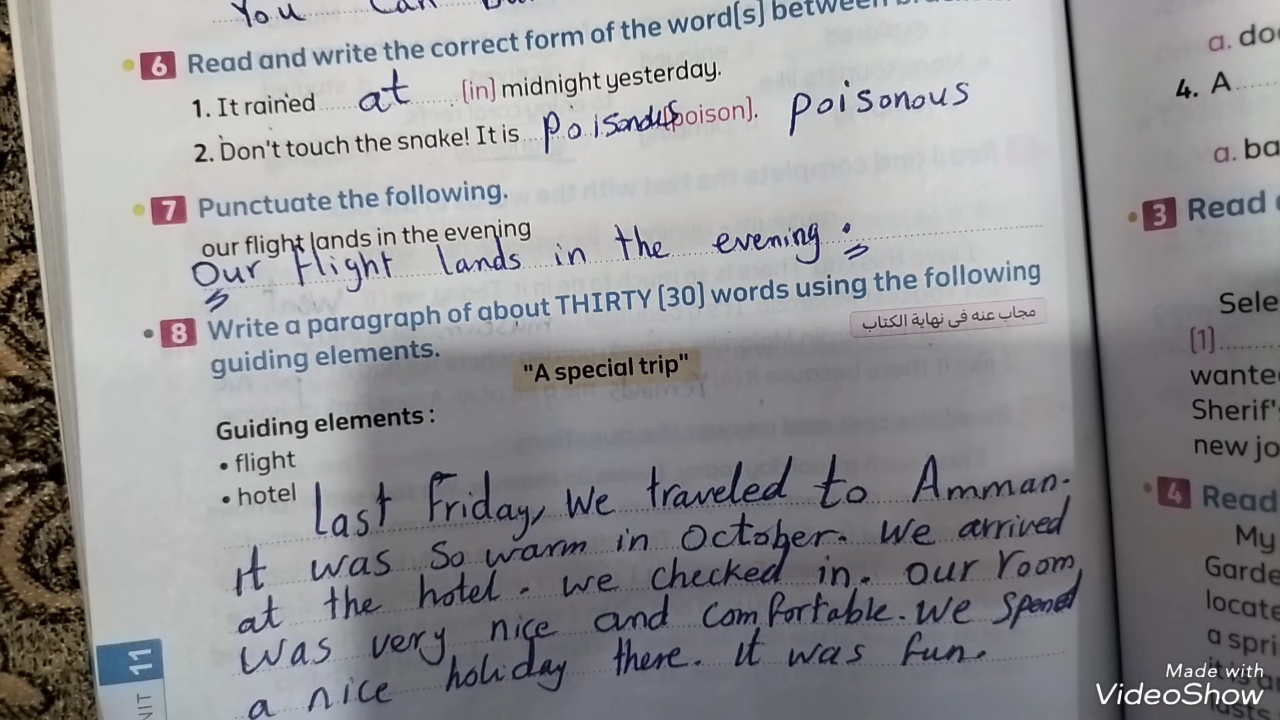 You can
6 Read and write the correct form of the word[s] between
1. It rained at [in] midnight yesterday.
2. Don't touch the snake! It is poisonous [poison]. poisonous
7 Punctuate the following.
our flight lands in the evening
Our flight lands in the evening.
8 Write a paragraph of about THIRTY [30] words using the following
guiding elements.
مجاب عنه فى نهاية الكتاب
"A special trip"
Guiding elements :
• flight
• hotel
Last Friday, we traveled to Amman.
It was so warm in October. We arrived
at the hotel. We checked in. Our room
was very nice and comfortable. We spend
a nice holiday there. It was fun.
11
a. do
4. A
a. ba
3 Read
Sele
[1]
wante
Sherif'
new jo
4 Read
My
Garde
locate
a spri
Made with
VideoShow